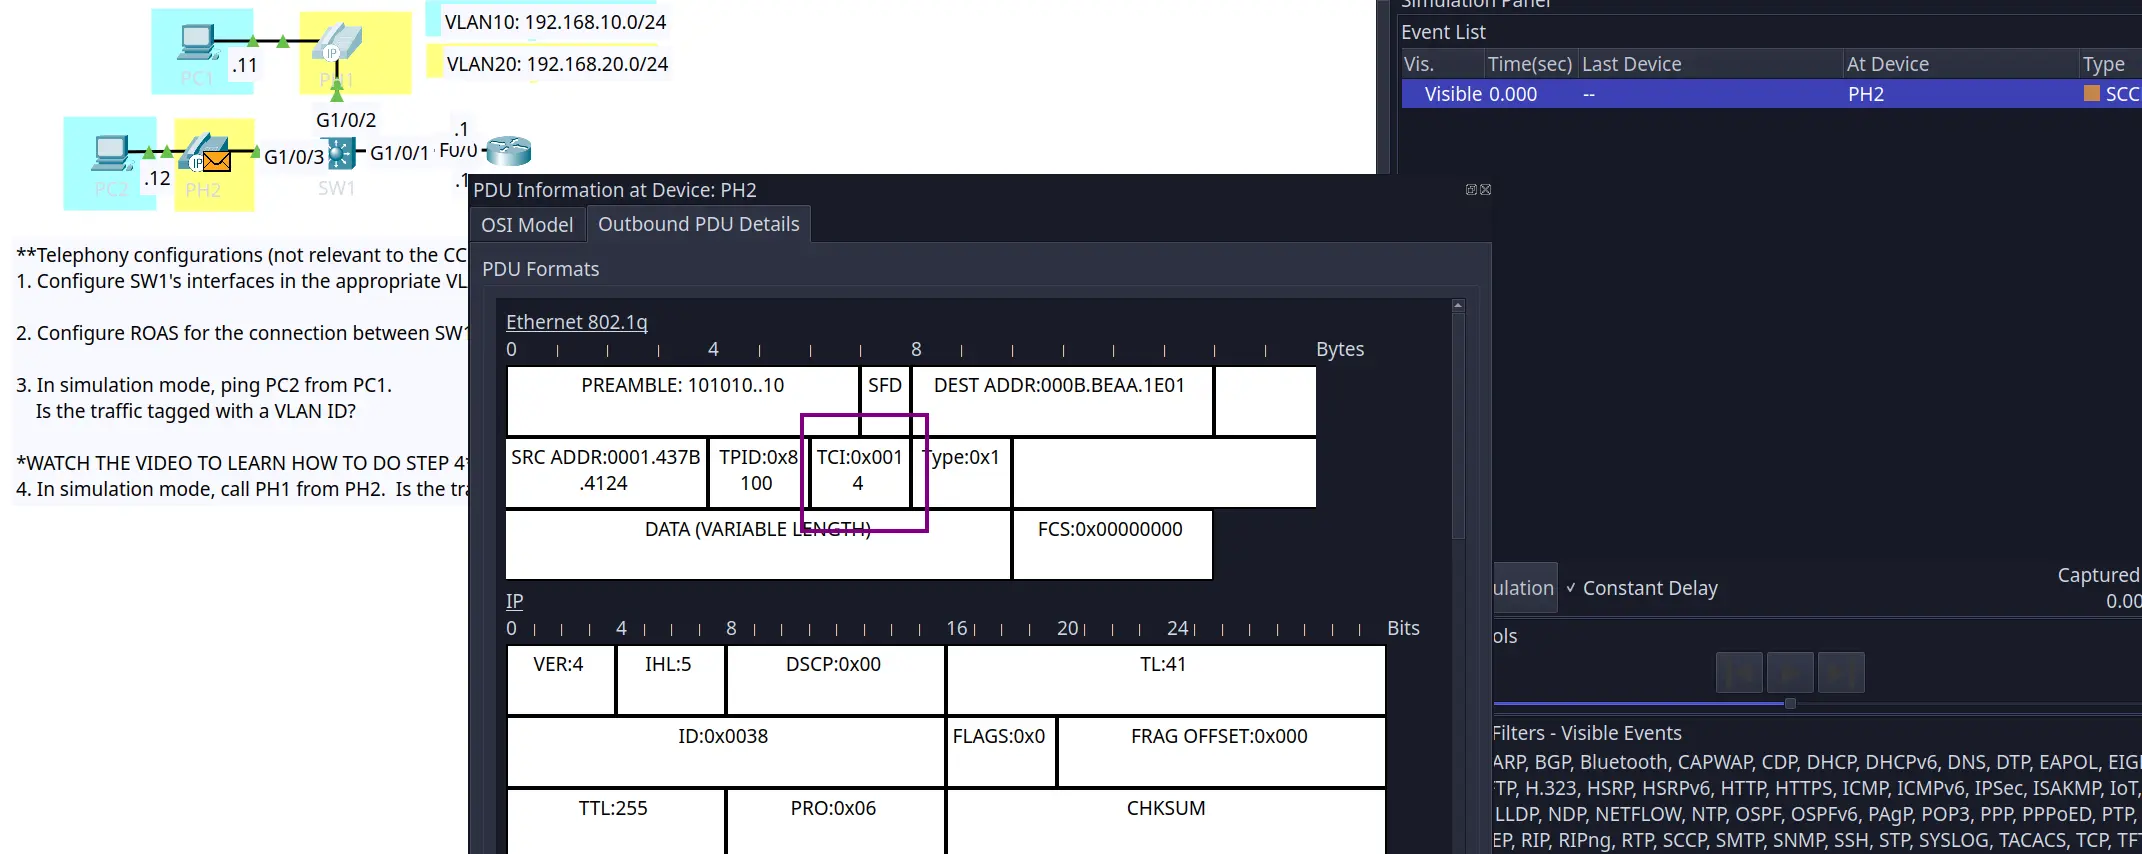 VLAN10: 192.168.10.0/24
VLAN20: 192.168.20.0/24
PC1
.11
IP
PH1
G1/0/2
PC2
.12
IP
PH2
G1/0/3
SW1
G1/0/1
F0/0
.1
.1
**Telephony configurations (not relevant to the CC
1. Configure SW1's interfaces in the appropriate VL
2. Configure ROAS for the connection between SW1
3. In simulation mode, ping PC2 from PC1.
Is the traffic tagged with a VLAN ID?
*WATCH THE VIDEO TO LEARN HOW TO DO STEP 4*
4. In simulation mode, call PH1 from PH2. Is the tra
PDU Information at Device: PH2
OSI Model
Outbound PDU Details
PDU Formats
Ethernet 802.1q
0 4 8 Bytes
PREAMBLE: 101010..10
SFD
DEST ADDR:000B.BEAA.1E01
SRC ADDR:0001.437B
.4124
TPID:0x8
100
TCI:0x001
4
Type:0x1
DATA (VARIABLE LENGTH)
FCS:0x00000000
IP
0 4 8 16 20 24 Bits
VER:4
IHL:5
DSCP:0x00
TL:41
ID:0x0038
FLAGS:0x0
FRAG OFFSET:0x000
TTL:255
PRO:0x06
CHKSUM
Simulation Panel
Event List
Vis. Time(sec) Last Device At Device Type
Visible 0.000 -- PH2 SCC
ulation
✓ Constant Delay
Captured
0.00
ols
Filters - Visible Events
ARP, BGP, Bluetooth, CAPWAP, CDP, DHCP, DHCPv6, DNS, DTP, EAPOL, EIG
TP, H.323, HSRP, HSRPv6, HTTP, HTTPS, ICMP, ICMPv6, IPSec, ISAKMP, IoT,
LLDP, NDP, NETFLOW, NTP, OSPF, OSPFv6, PAgP, POP3, PPP, PPPoED, PTP,
EP, RIP, RIPng, RTP, SCCP, SMTP, SNMP, SSH, STP, SYSLOG, TACACS, TCP, TF